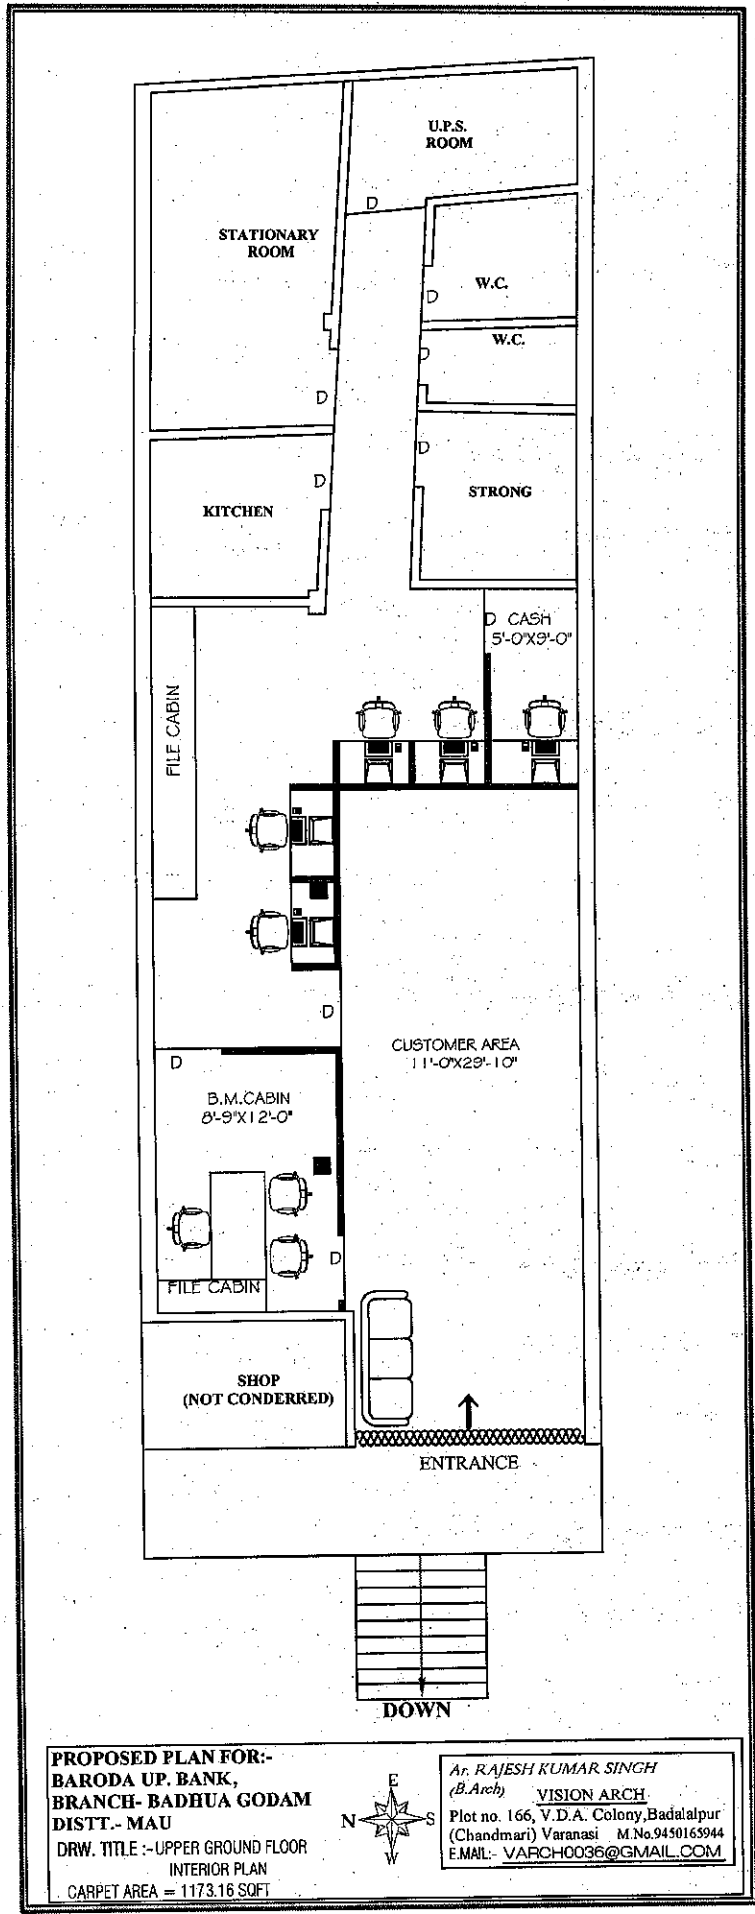 U.P.S.
ROOM
D
STATIONARY
ROOM
W.C.
D
W.C.
D
D
D
STRONG
D
KITCHEN
D CASH
5'-0"X9'-0"
FILE CABIN
D
CUSTOMER AREA
11'-0"X29'-10"
D
B.M.CABIN
8'-9"X12'-0"
D
FILE CABIN
SHOP
(NOT CONDERRED)
ENTRANCE
DOWN
PROPOSED PLAN FOR:-
BARODA UP. BANK,
BRANCH- BADHUA GODAM
DISTT.- MAU
DRW. TITLE :-UPPER GROUND FLOOR
INTERIOR PLAN
CARPET AREA = 1173.16 SQFT
E
N S
W
Ar. RAJESH KUMAR SINGH
(B.Arch) VISION ARCH
Plot no. 166, V.D.A. Colony,Badalalpur
(Chandmari) Varanasi M.No.9450165944
E.MAIL:- VARCH0036@GMAIL.COM